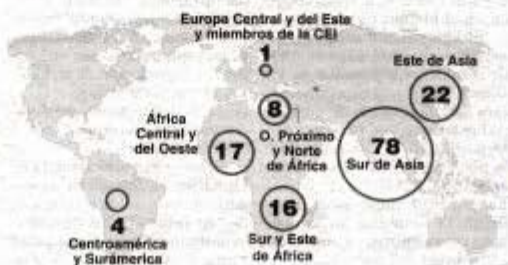 Europa Central y del Este
y miembros de la CEI
1
Este de Asia
22
8
O. Próximo
y Norte
de África
África
Central y
del Oeste
17
78
Sur de Asia
4
Centroamérica
y Surámerica
16
Sur y Este
de África